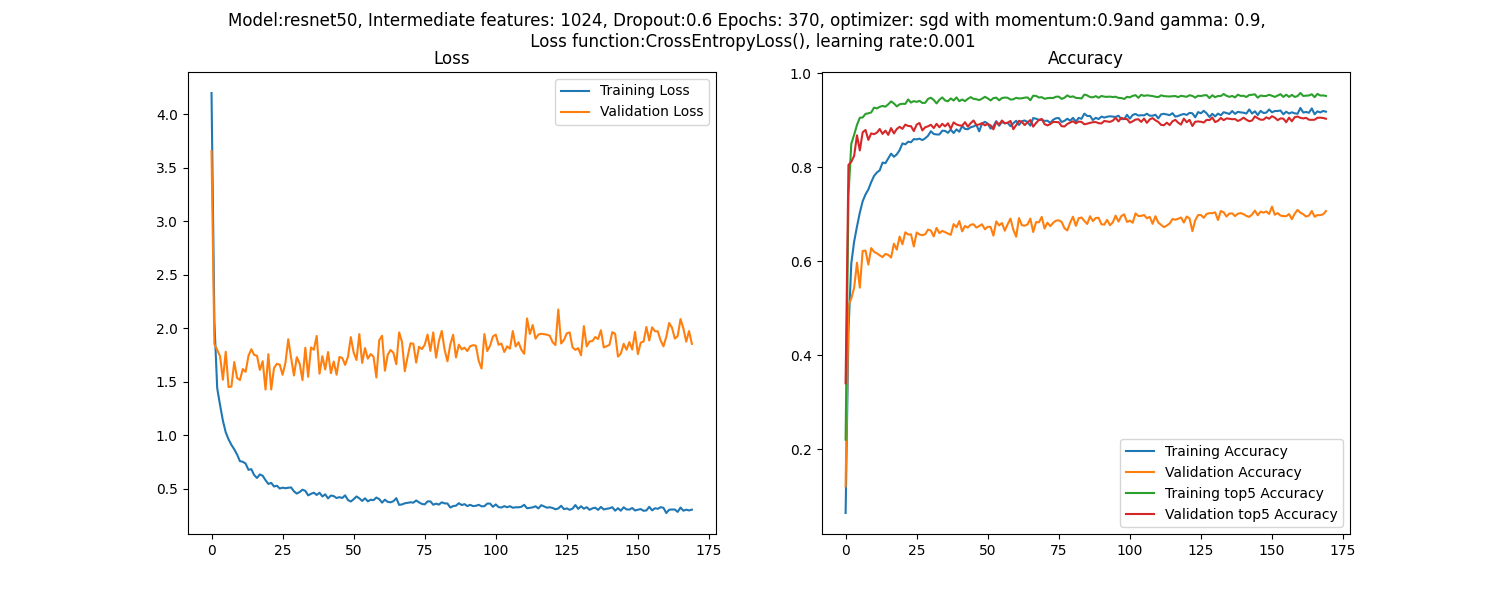 Model:resnet50, Intermediate features: 1024, Dropout:0.6 Epochs: 370, optimizer: sgd with momentum:0.9and gamma: 0.9,
Loss function:CrossEntropyLoss(), learning rate:0.001
Loss
Training Loss
Validation Loss
4.0
3.5
3.0
2.5
2.0
1.5
1.0
0.5
0 25 50 75 100 125 150 175
Accuracy
1.0
0.8
0.6
0.4
0.2
Training Accuracy
Validation Accuracy
Training top5 Accuracy
Validation top5 Accuracy
0 25 50 75 100 125 150 175